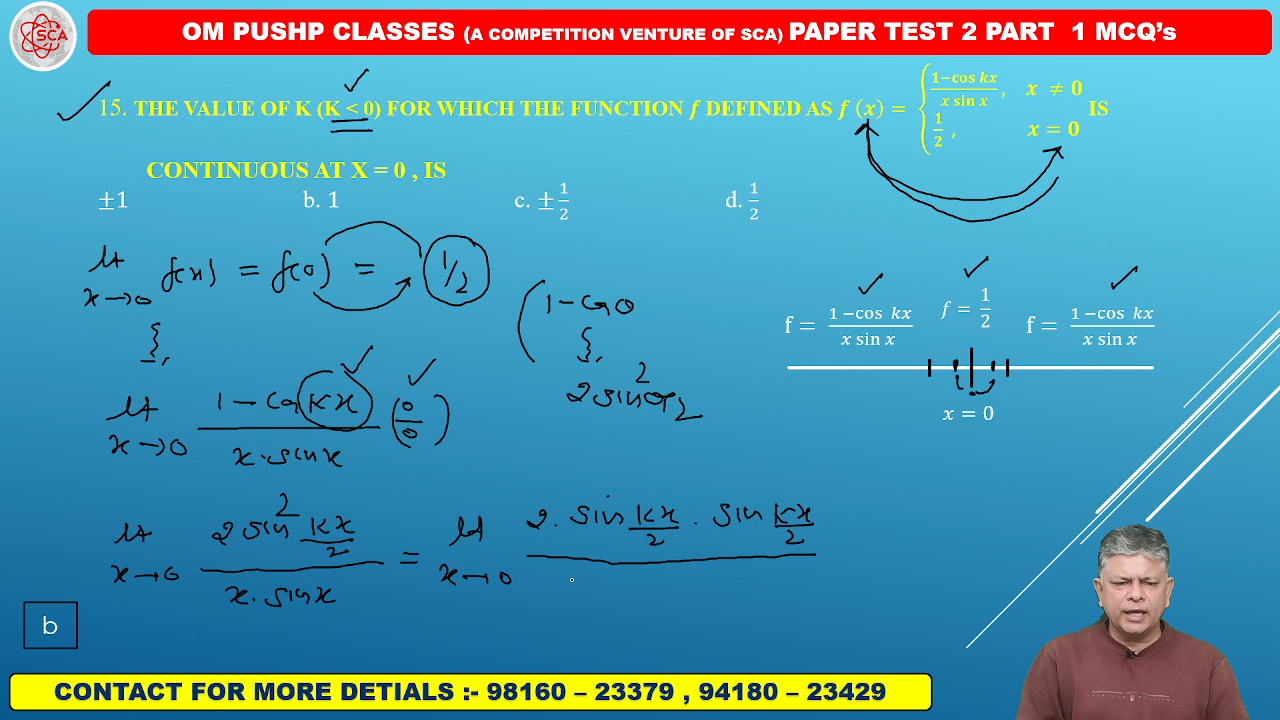 SCA
OM PUSHP CLASSES (A COMPETITION VENTURE OF SCA) PAPER TEST 2 PART 1 MCQ's
15. THE VALUE OF K (K < 0) FOR WHICH THE FUNCTION f DEFINED AS f (x) = { (1−cos kx)/(x sin x), x ≠ 0 ; 1/2, x = 0 IS
CONTINUOUS AT X = 0 , IS
±1 b. 1 c. ± 1/2 d. 1/2
lt x→0 f(x) = f(0) = 1/2
1 - cos θ
2 sin² θ/2
f = (1−cos kx)/(x sin x) f = 1/2 f = (1−cos kx)/(x sin x)
x = 0
lt x→0 (1 - cos kx)/(x · sin x) (0/0)
lt x→0 (2 sin² kx/2)/(x · sin x) = lt x→0 2 · sin kx/2 · sin kx/2
b
CONTACT FOR MORE DETIALS :- 98160 – 23379 , 94180 – 23429